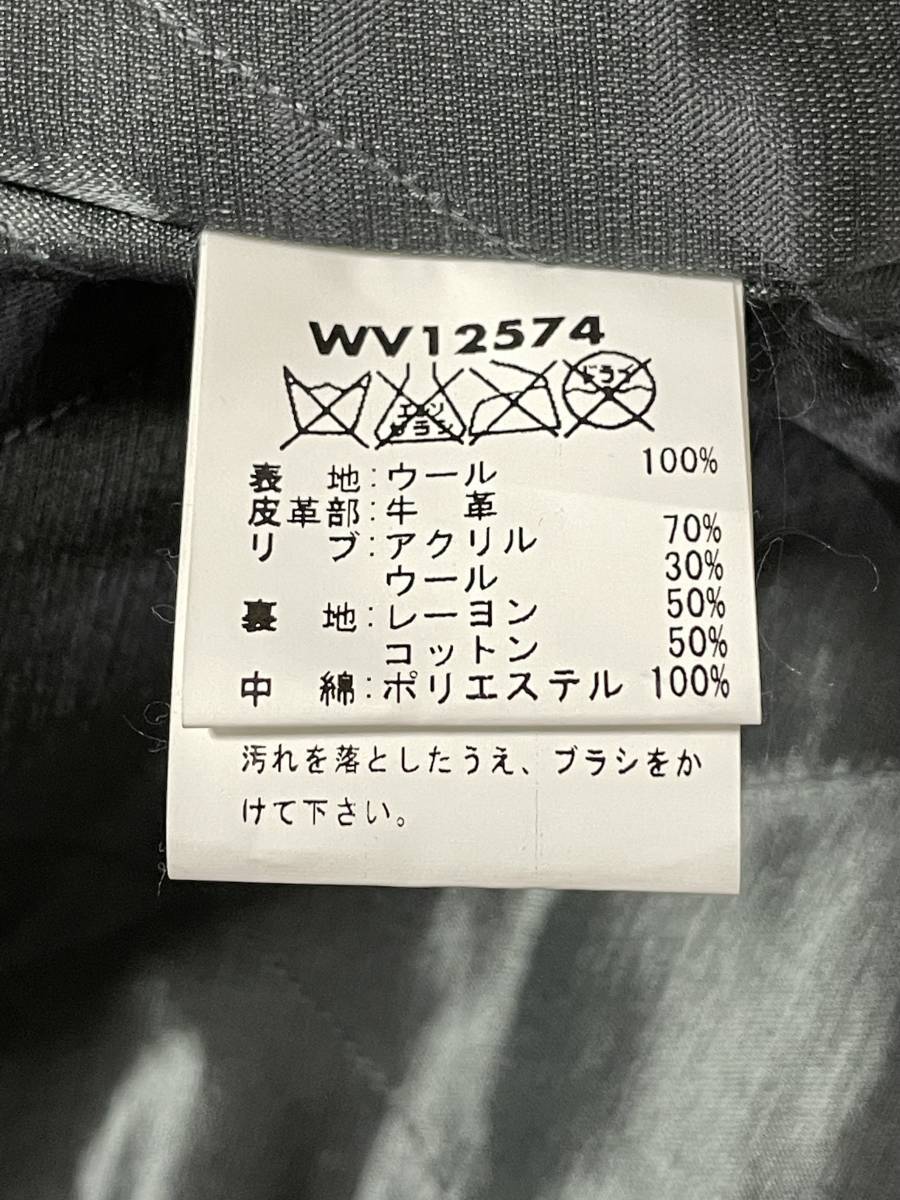 WV12574
エンソ
サラシ
ドライ
表 地：ウール 100%
皮革部：牛 革
リ ブ：アクリル 70%
ウール 30%
裏 地：レーヨン 50%
コットン 50%
中 綿：ポリエステル 100%
汚れを落としたうえ、ブラシをか
けて下さい。